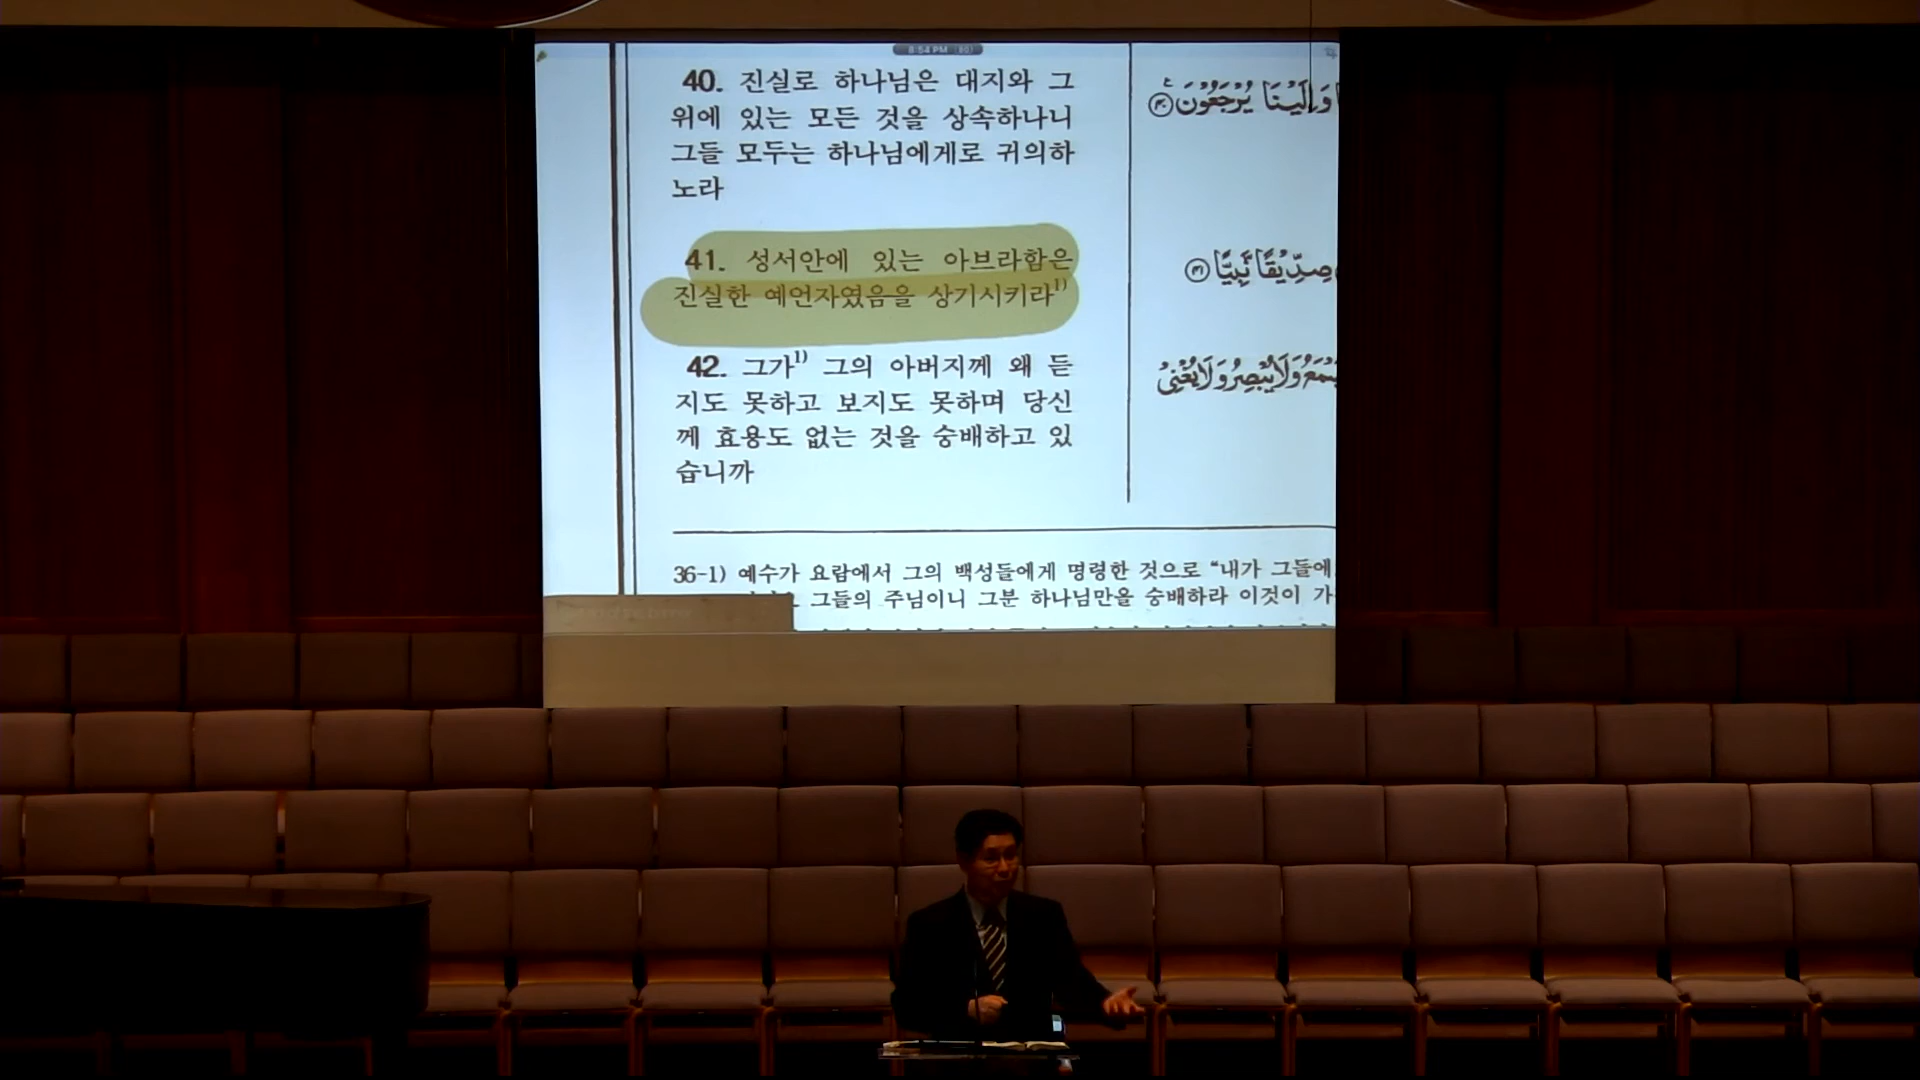 8:54 PM
40. 진실로 하나님은 대지와 그
위에 있는 모든 것을 상속하나니
그들 모두는 하나님에게로 귀의하
노라
وَإِلَيْنَا يُرْجَعُونَ
41. 성서안에 있는 아브라함은
진실한 예언자였음을 상기시키라1)
صِدِّيقًا نَّبِيًّا
42. 그가1) 그의 아버지께 왜 듣
지도 못하고 보지도 못하며 당신
께 효용도 없는 것을 숭배하고 있
습니까
وَلَا يُبْصِرُ وَلَا يُغْنِي
36-1) 예수가 요람에서 그의 백성들에게 명령한 것으로 “내가 그들에
그들의 주님이니 그분 하나님만을 숭배하라 이것이 가